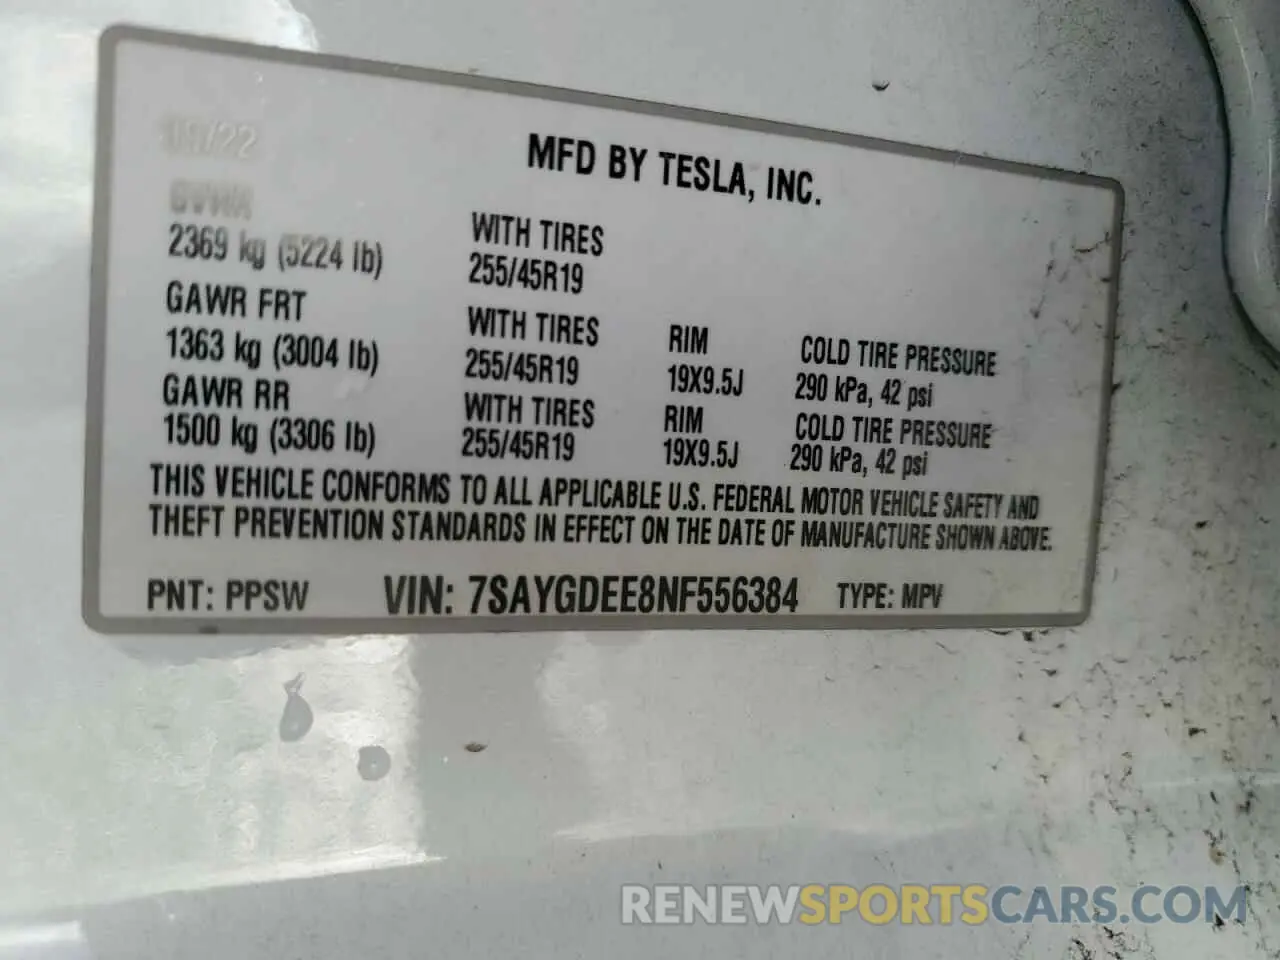 MFD BY TESLA, INC.
GVWR
2369 kg (5224 lb)
WITH TIRES
255/45R19
GAWR FRT
1363 kg (3004 lb)
WITH TIRES
255/45R19
RIM
19X9.5J
COLD TIRE PRESSURE
290 kPa, 42 psi
GAWR RR
1500 kg (3306 lb)
WITH TIRES
255/45R19
RIM
19X9.5J
COLD TIRE PRESSURE
290 kPa, 42 psi
THIS VEHICLE CONFORMS TO ALL APPLICABLE U.S. FEDERAL MOTOR VEHICLE SAFETY AND
THEFT PREVENTION STANDARDS IN EFFECT ON THE DATE OF MANUFACTURE SHOWN ABOVE.
PNT: PPSW VIN: 7SAYGDEE8NF556384 TYPE: MPV
RENEWSPORTSCARS.COM